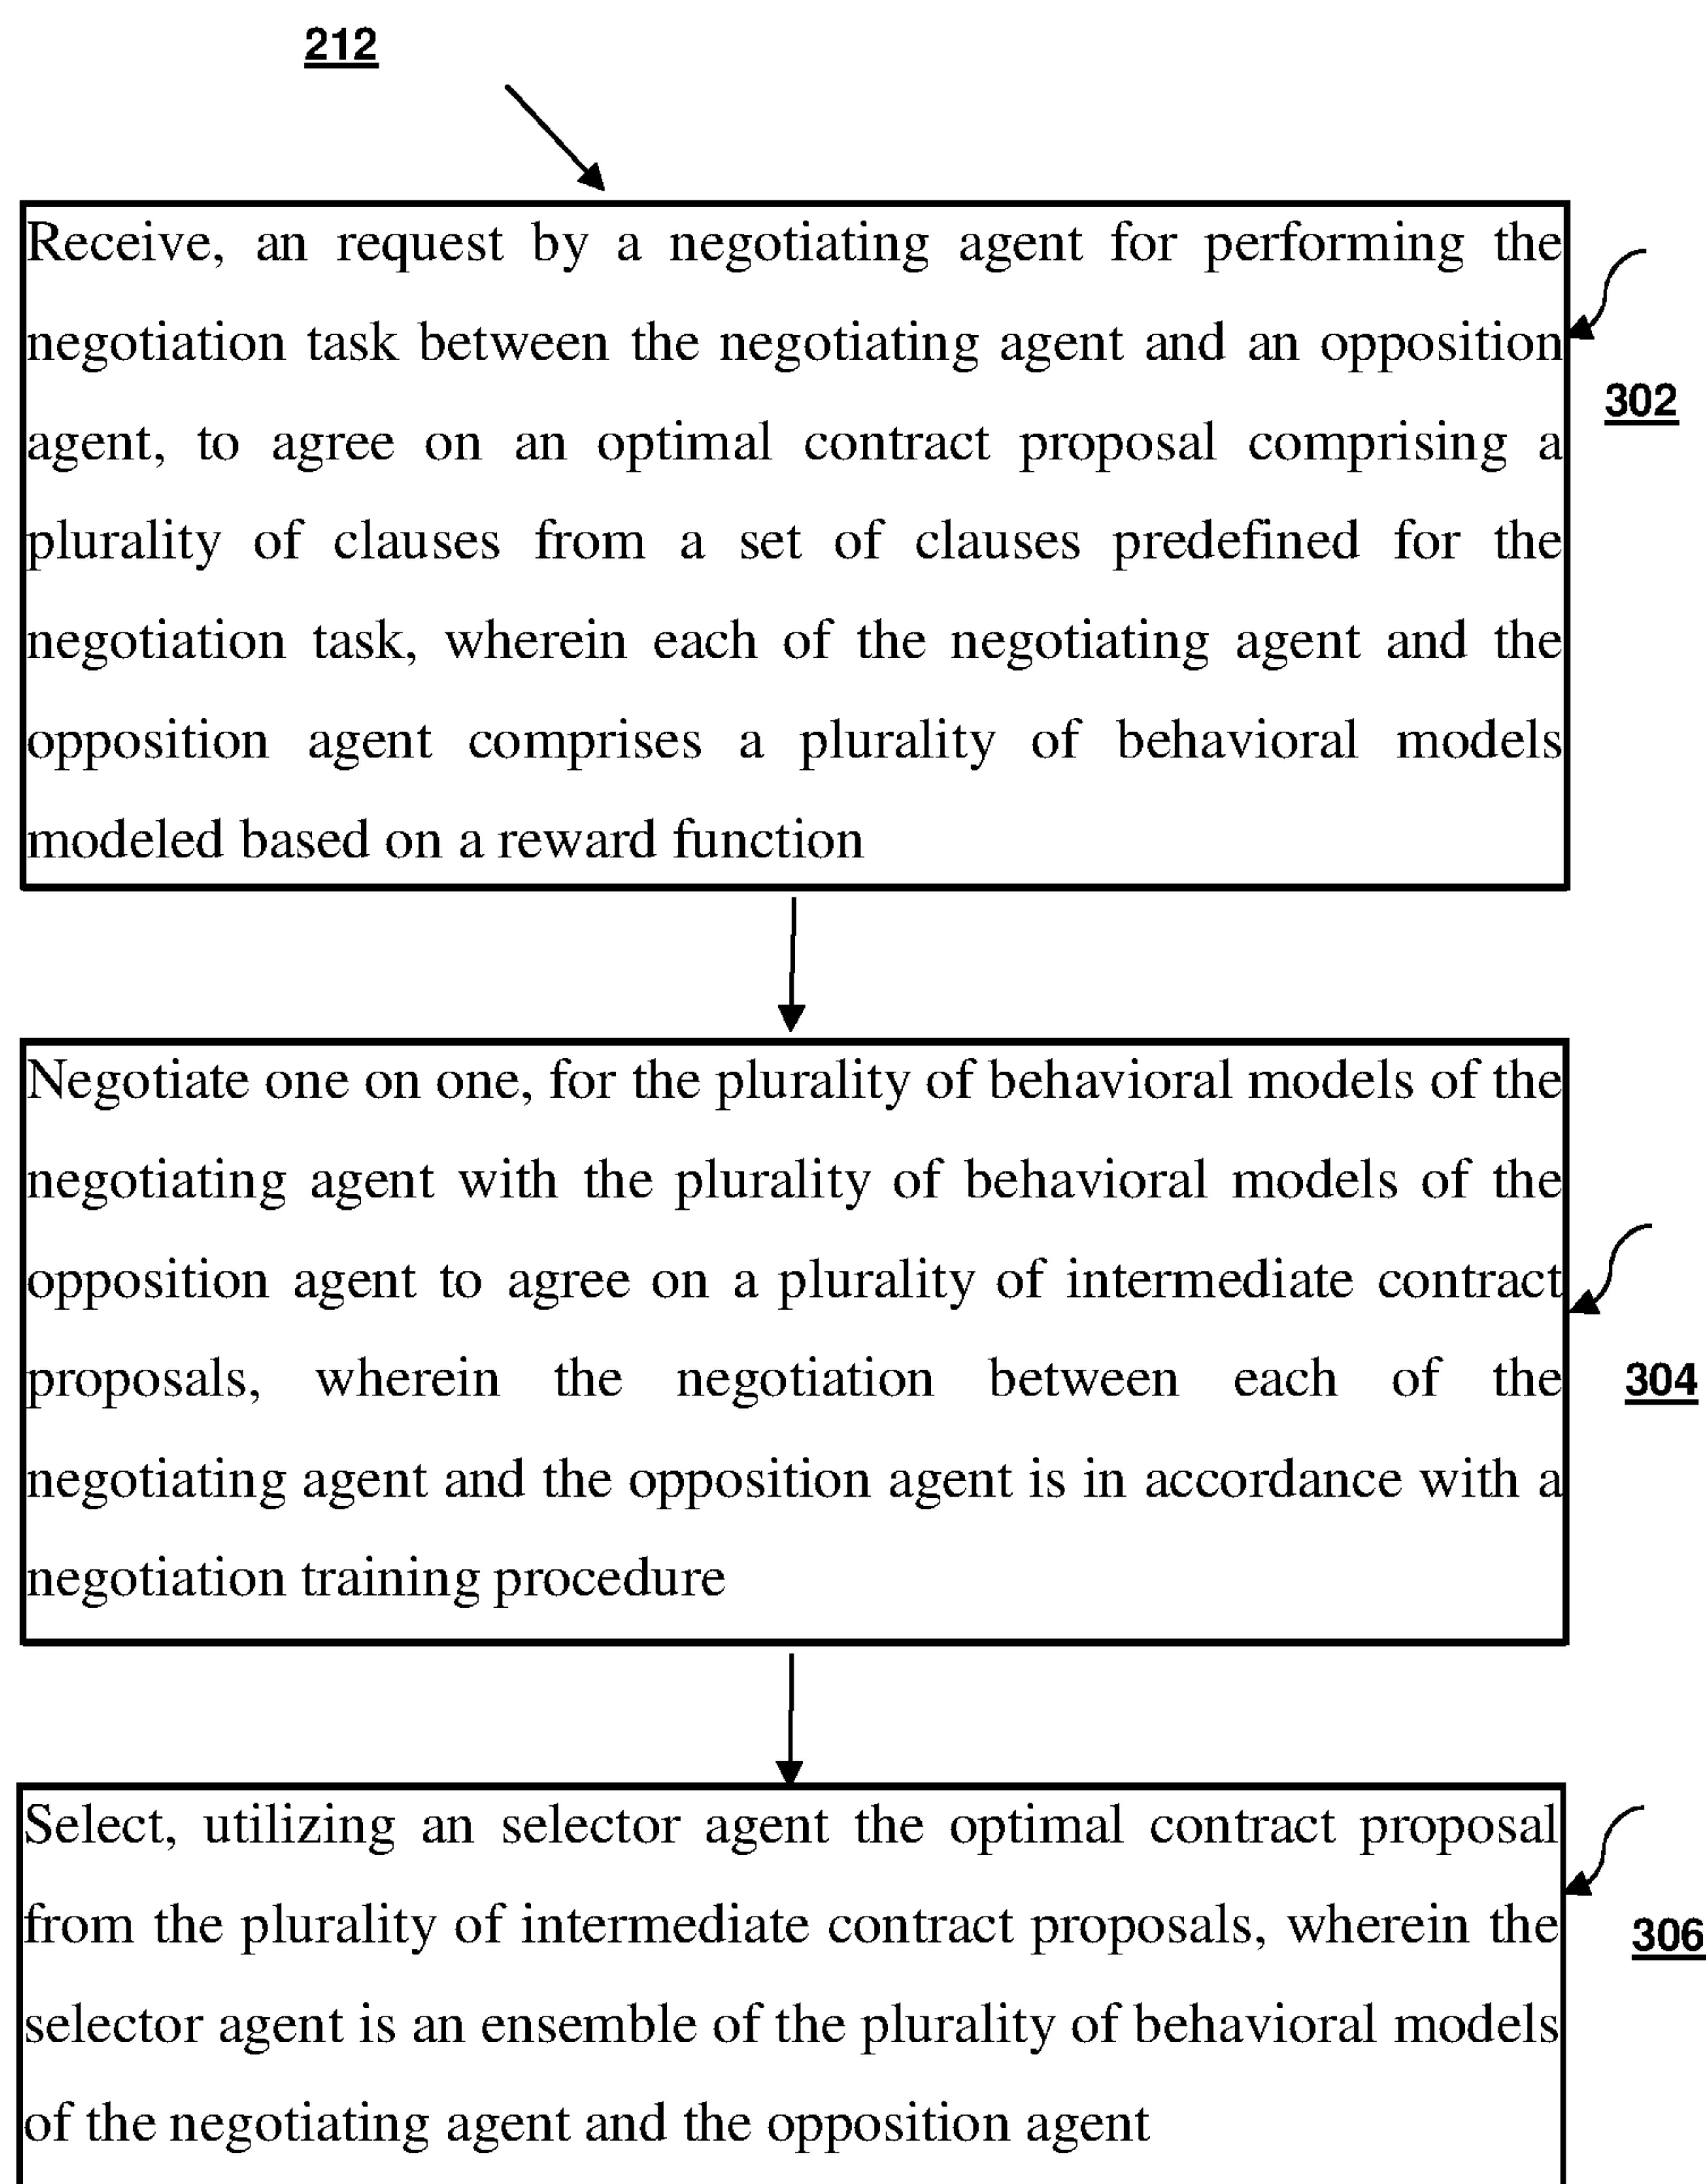 212
Receive, an request by a negotiating agent for performing the
negotiation task between the negotiating agent and an opposition
agent, to agree on an optimal contract proposal comprising a
plurality of clauses from a set of clauses predefined for the
negotiation task, wherein each of the negotiating agent and the
opposition agent comprises a plurality of behavioral models
modeled based on a reward function
302
Negotiate one on one, for the plurality of behavioral models of the
negotiating agent with the plurality of behavioral models of the
opposition agent to agree on a plurality of intermediate contract
proposals, wherein the negotiation between each of the
negotiating agent and the opposition agent is in accordance with a
negotiation training procedure
304
Select, utilizing an selector agent the optimal contract proposal
from the plurality of intermediate contract proposals, wherein the
selector agent is an ensemble of the plurality of behavioral models
of the negotiating agent and the opposition agent
306